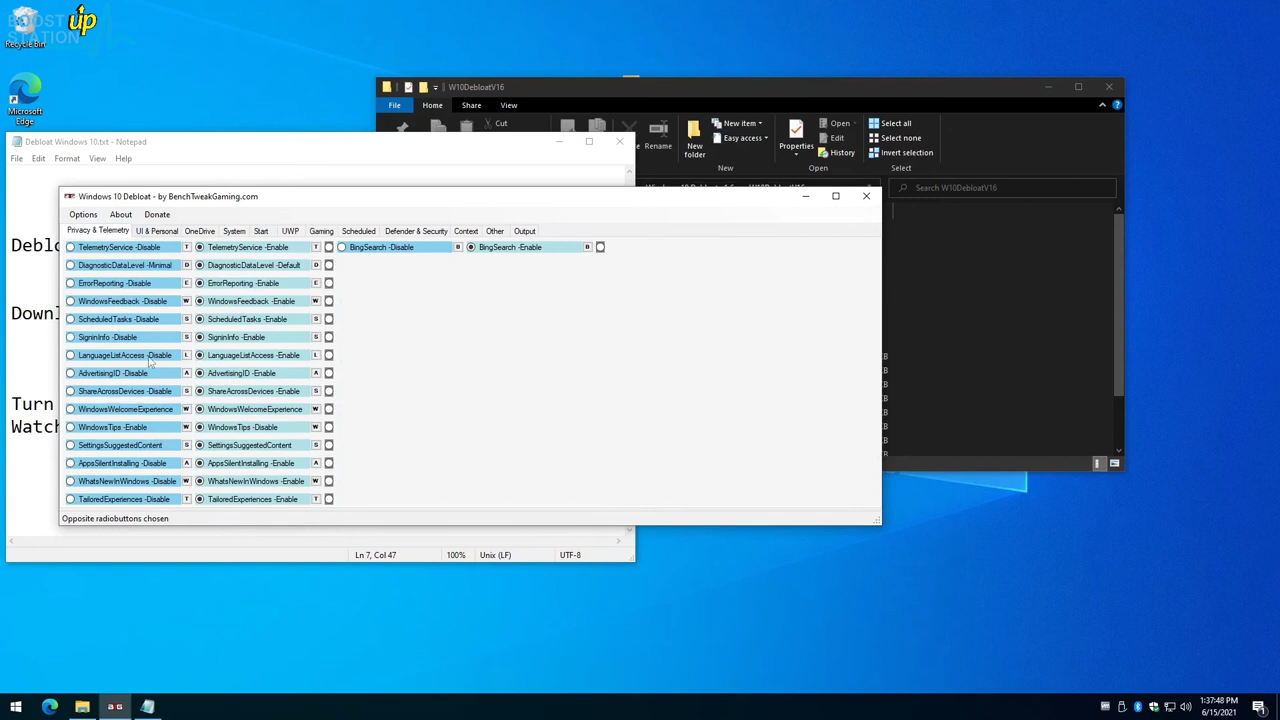 BOOST
UP
STATION
Recycle Bin
Microsoft
Edge
W10DebloatV16
File
Home
Share
View
Cut
Rename
New
folder
New item
Easy access
Properties
Open
Edit
History
Select all
Select none
Invert selection
New
Open
Select
W10DebloatV16
Search W10DebloatV16
Debloat Windows 10.txt - Notepad
File
Edit
Format
View
Help
Debl
Downl
Turn
Watch
Ln 7, Col 47
100%
Unix (LF)
UTF-8
Windows 10 Debloat - by BenchTweakGaming.com
Options
About
Donate
Privacy & Telemetry
UI & Personal
OneDrive
System
Start
UWP
Gaming
Scheduled
Defender & Security
Context
Other
Output
TelemetryService -Disable T TelemetryService -Enable T BingSearch -Disable B BingSearch -Enable B
DiagnosticDataLevel -Minimal D DiagnosticDataLevel -Default D
ErrorReporting -Disable E ErrorReporting -Enable E
WindowsFeedback -Disable W WindowsFeedback -Enable W
ScheduledTasks -Disable S ScheduledTasks -Enable S
SigninInfo -Disable S SigninInfo -Enable S
LanguageListAccess -Disable L LanguageListAccess -Enable L
AdvertisingID -Disable A AdvertisingID -Enable A
ShareAcrossDevices -Disable S ShareAcrossDevices -Enable S
WindowsWelcomeExperience W WindowsWelcomeExperience W
WindowsTips -Enable W WindowsTips -Disable W
SettingsSuggestedContent S SettingsSuggestedContent S
AppsSilentInstalling -Disable A AppsSilentInstalling -Enable A
WhatsNewInWindows -Disable W WhatsNewInWindows -Enable W
TailoredExperiences -Disable T TailoredExperiences -Enable T
Opposite radiobuttons chosen
1:37:48 PM
6/15/2021